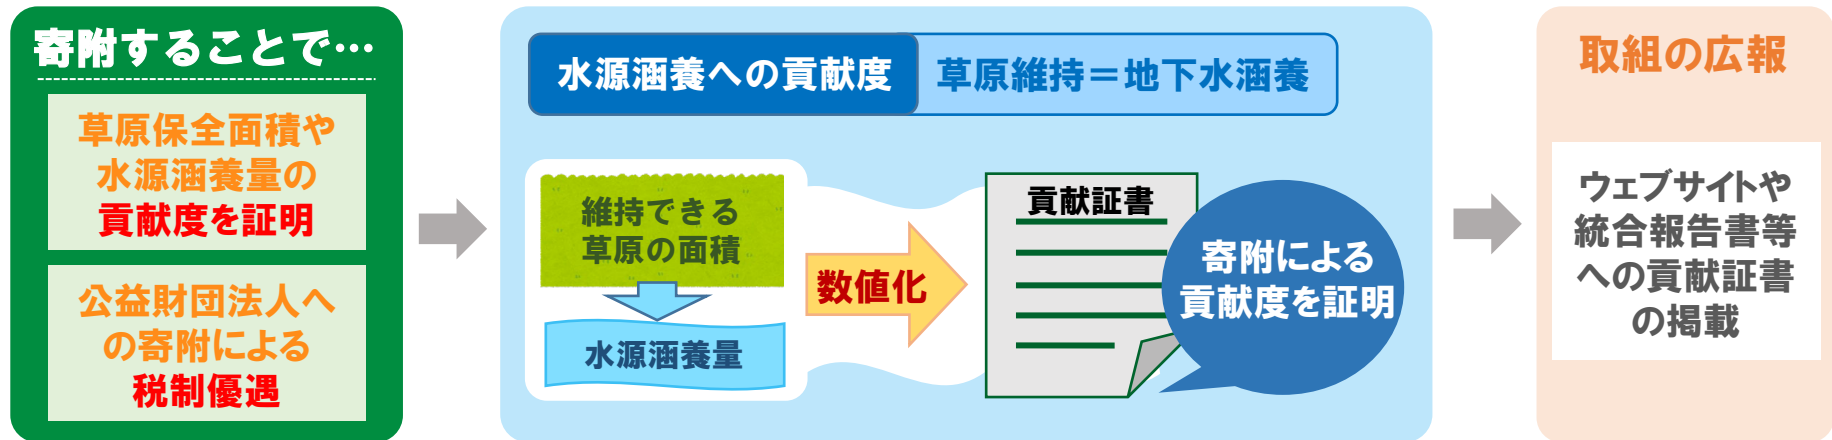 寄附することで…
草原保全面積や
水源涵養量の
貢献度を証明
公益財団法人へ
の寄附による
税制優遇
水源涵養への貢献度
草原維持＝地下水涵養
維持できる
草原の面積
水源涵養量
数値化
貢献証書
寄附による
貢献度を証明
取組の広報
ウェブサイトや
統合報告書等
への貢献証書
の掲載